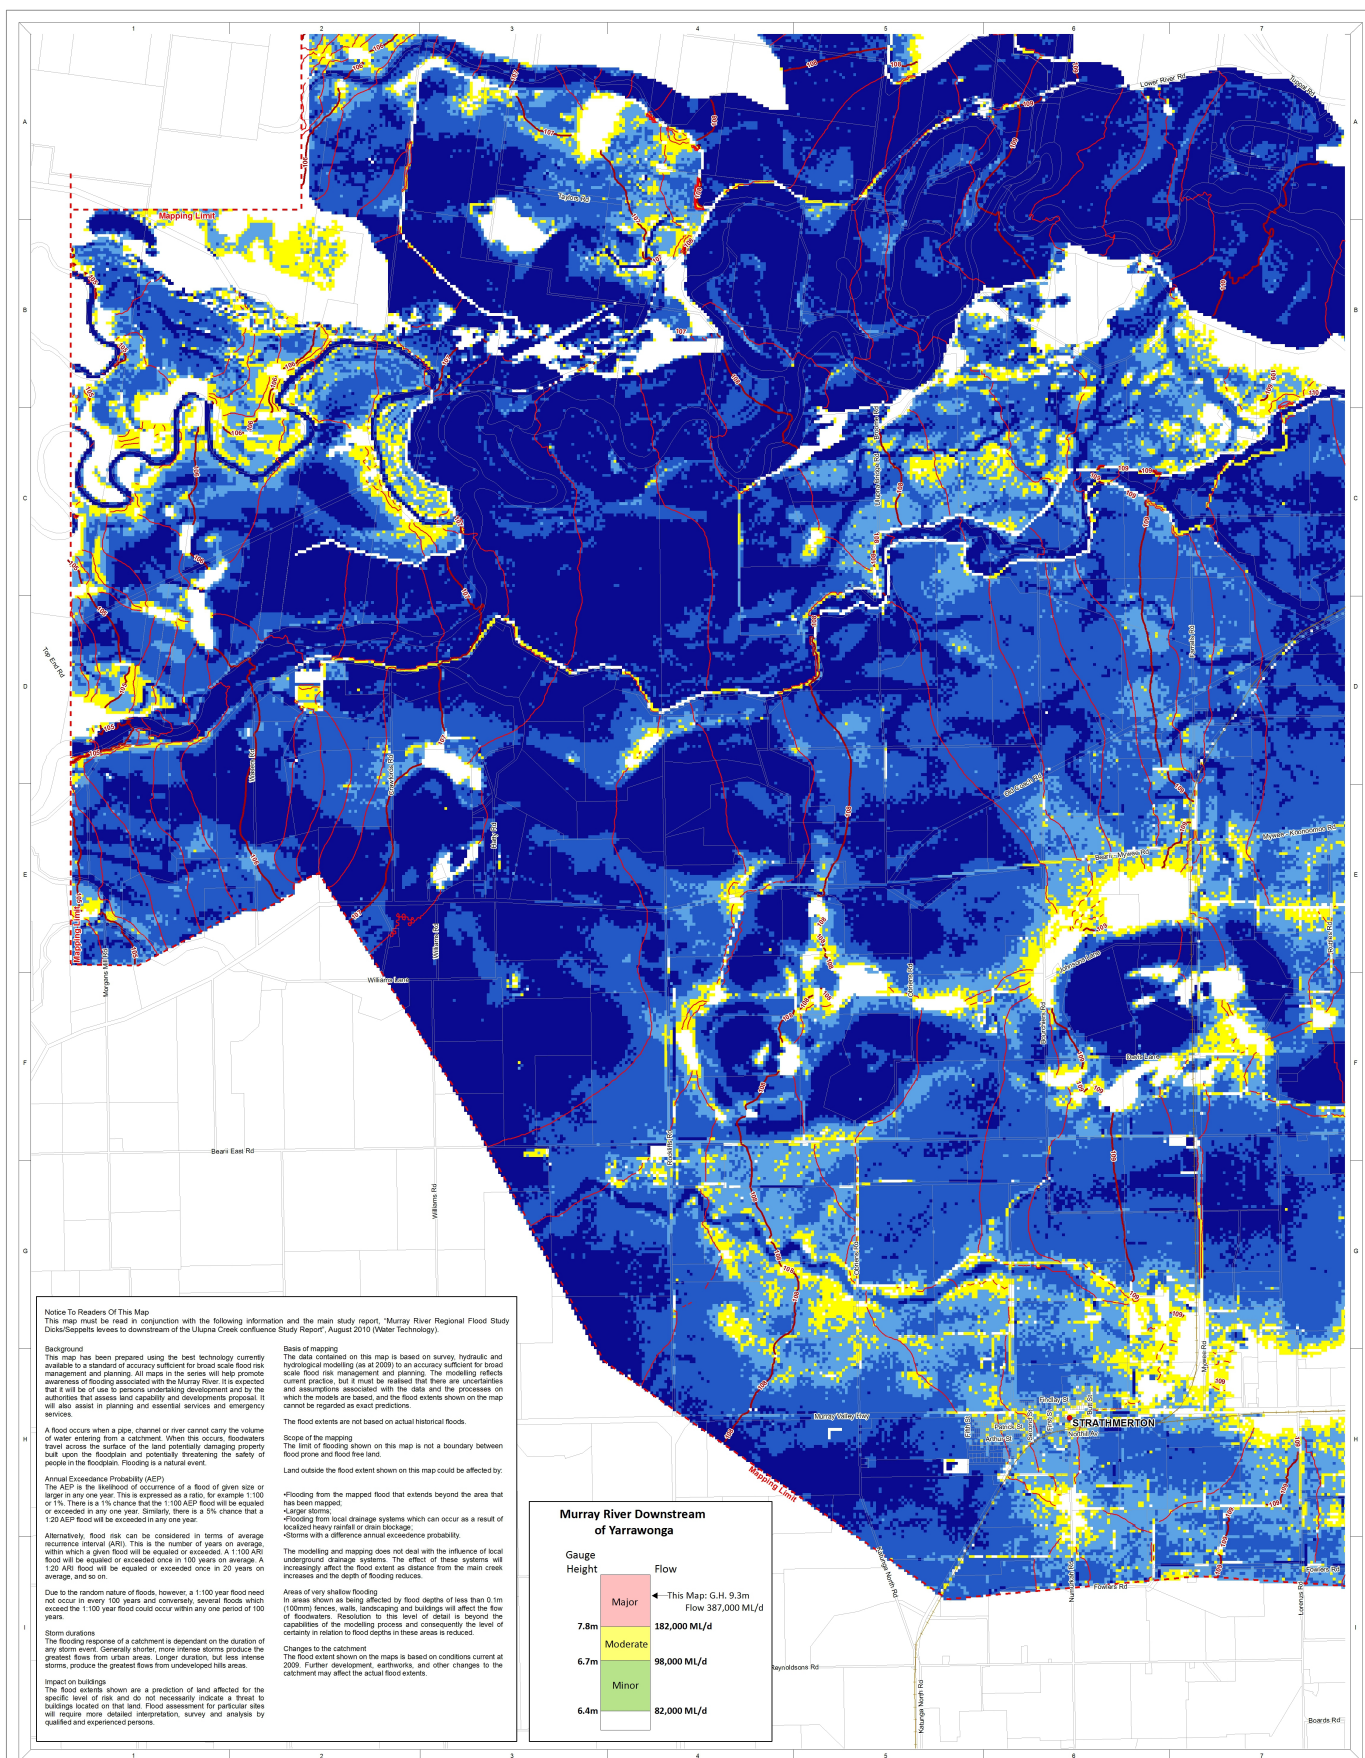 1 2 3 4 5 6 7
A
A
Lower River Rd
Tuppal Rd
Taylors Rd
Mapping Limit
B
B
C
C
Top End Rd
D
D
Old Coach Rd
Bearii - Mywee Rd
E
E
Mapping Limit
Morgans Mill Rd
Williams Rd
Williams Lane
Davis Lane
F
F
Bearii East Rd
Williams Rd
G
G
Mywee Rd
Murray Valley Hwy
Findlay St
STRATHMERTON
H
H
Mapping Limit
Katunga North Rd
Fowlers Rd
Fowlers Rd
Lorenzs Rd
I
I
Reynoldsons Rd
Katunga North Rd
Boards Rd
Notice To Readers Of This Map
This map must be read in conjunction with the following information and the main study report, "Murray River Regional Flood Study
Dicks/Seppelts levees to downstream of the Ulupna Creek confluence Study Report", August 2010 (Water Technology).
Background
This map has been prepared using the best technology currently
available to a standard of accuracy sufficient for broad scale flood risk
management and planning. All maps in the series will help promote
awareness of flooding associated with the Murray River. It is expected
that it will be of use to persons undertaking development and by the
authorities that assess land capability and developments proposal. It
will also assist in planning and essential services and emergency
services.
A flood occurs when a pipe, channel or river cannot carry the volume
of water entering from a catchment. When this occurs, floodwaters
travel across the surface of the land potentially damaging property
built upon the floodplain and potentially threatening the safety of
people in the floodplain. Flooding is a natural event.
Annual Exceedance Probability (AEP)
The AEP is the likelihood of occurrence of a flood of given size or
larger in any one year. This is expressed as a ratio, for example 1:100
or 1%. There is a 1% chance that the 1:100 AEP flood will be equaled
or exceeded in any one year. Similarly, there is a 5% chance that a
1:20 AEP flood will be exceeded in any one year.
Alternatively, flood risk can be considered in terms of average
recurrence interval (ARI). This is the number of years on average,
within which a given flood will be equaled or exceeded. A 1:100 ARI
flood will be equaled or exceeded once in 100 years on average. A
1:20 ARI flood will be equaled or exceeded once in 20 years on
average, and so on.
Due to the random nature of floods, however, a 1:100 year flood need
not occur in every 100 years and conversely, several floods which
exceed the 1:100 year flood could occur within any one period of 100
years.
Storm durations
The flooding response of a catchment is dependant on the duration of
any storm event. Generally shorter, more intense storms produce the
greatest flows from urban areas. Longer duration, but less intense
storms, produce the greatest flows from undeveloped hills areas.
Impact on buildings
The flood extents shown are a prediction of land affected for the
specific level of risk and do not necessarily indicate a threat to
buildings located on that land. Flood assessment for particular sites
will require more detailed interpretation, survey and analysis by
qualified and experienced persons.
Basis of mapping
The data contained on this map is based on survey, hydraulic and
hydrological modelling (as at 2009) to an accuracy sufficient for broad
scale flood risk management and planning. The modelling reflects
current practice, but it must be realised that there are uncertainties
and assumptions associated with the data and the processes on
which the models are based, and the flood extents shown on the map
cannot be regarded as exact predictions.
The flood extents are not based on actual historical floods.
Scope of the mapping
The limit of flooding shown on this map is not a boundary between
flood prone and flood free land.
Land outside the flood extent shown on this map could be affected by:
•Flooding from the mapped flood that extends beyond the area that
has been mapped;
•Larger storms;
•Flooding from local drainage systems which can occur as a result of
localized heavy rainfall or drain blockage;
•Storms with a difference annual exceedence probability.
The modelling and mapping does not deal with the influence of local
underground drainage systems. The effect of these systems will
increasingly affect the flood extent as distance from the main creek
increases and the depth of flooding reduces.
Areas of very shallow flooding
In areas shown as being affected by flood depths of less than 0.1m
(100mm) fences, walls, landscaping and buildings will affect the flow
of floodwaters. Resolution to this level of detail is beyond the
capabilities of the modelling process and consequently the level of
certainty in relation to flood depths in these areas is reduced.
Changes to the catchment
The flood extent shown on the maps is based on conditions current at
2009. Further development, earthworks, and other changes to the
catchment may affect the actual flood extents.
Murray River Downstream
of Yarrawonga
Gauge
Height
Flow
Major
This Map: G.H. 9.3m
Flow 387,000 ML/d
7.8m 182,000 ML/d
Moderate
6.7m 98,000 ML/d
Minor
6.4m 82,000 ML/d
1 2 3 4 5 6 7